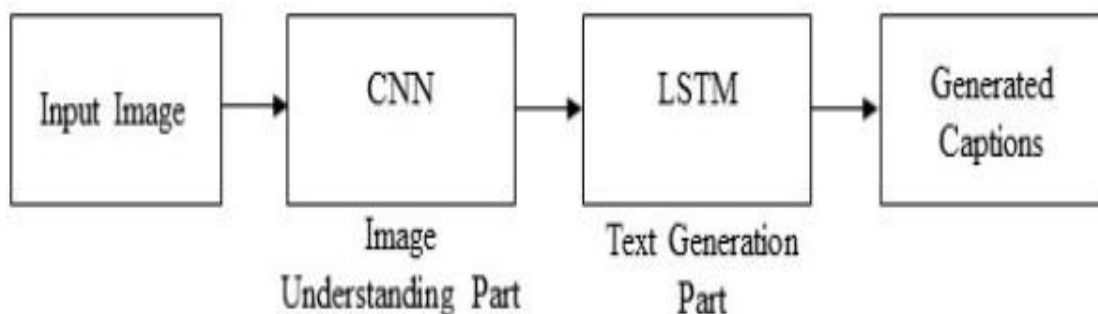 Input Image
CNN
LSTM
Generated
Captions
Image
Understanding Part
Text Generation
Part